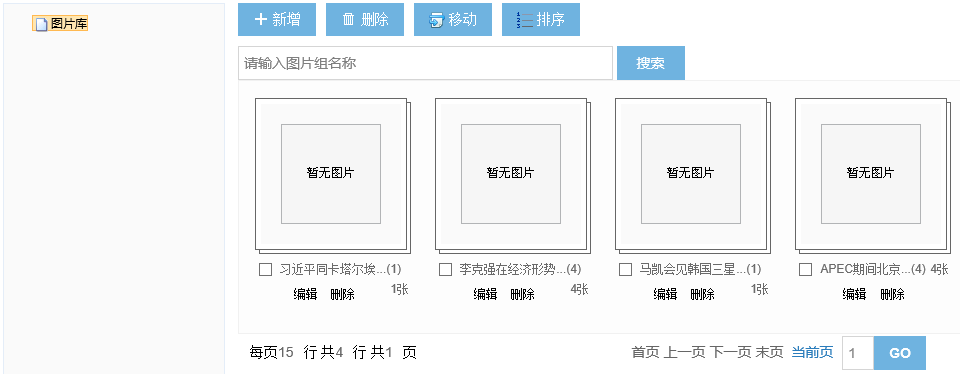 图片库
新增 删除 移动 排序
请输入图片组名称 搜索
暂无图片 暂无图片 暂无图片 暂无图片
习近平同卡塔尔埃...(1) 李克强在经济形势...(4) 马凯会见韩国三星...(1) APEC期间北京...(4) 4张
1张 4张 1张
编辑 删除 编辑 删除 编辑 删除 编辑 删除
每页15 行 共4 行 共1 页 首页 上一页 下一页 末页 当前页 1 GO